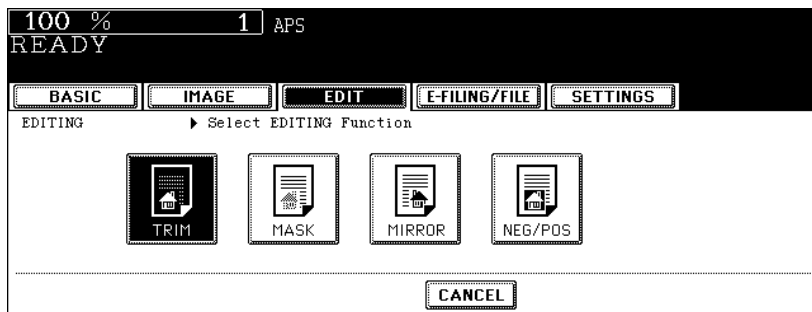 100 % 1 APS
READY
BASIC IMAGE EDIT E-FILING/FILE SETTINGS
EDITING Select EDITING Function
TRIM MASK MIRROR NEG/POS
CANCEL